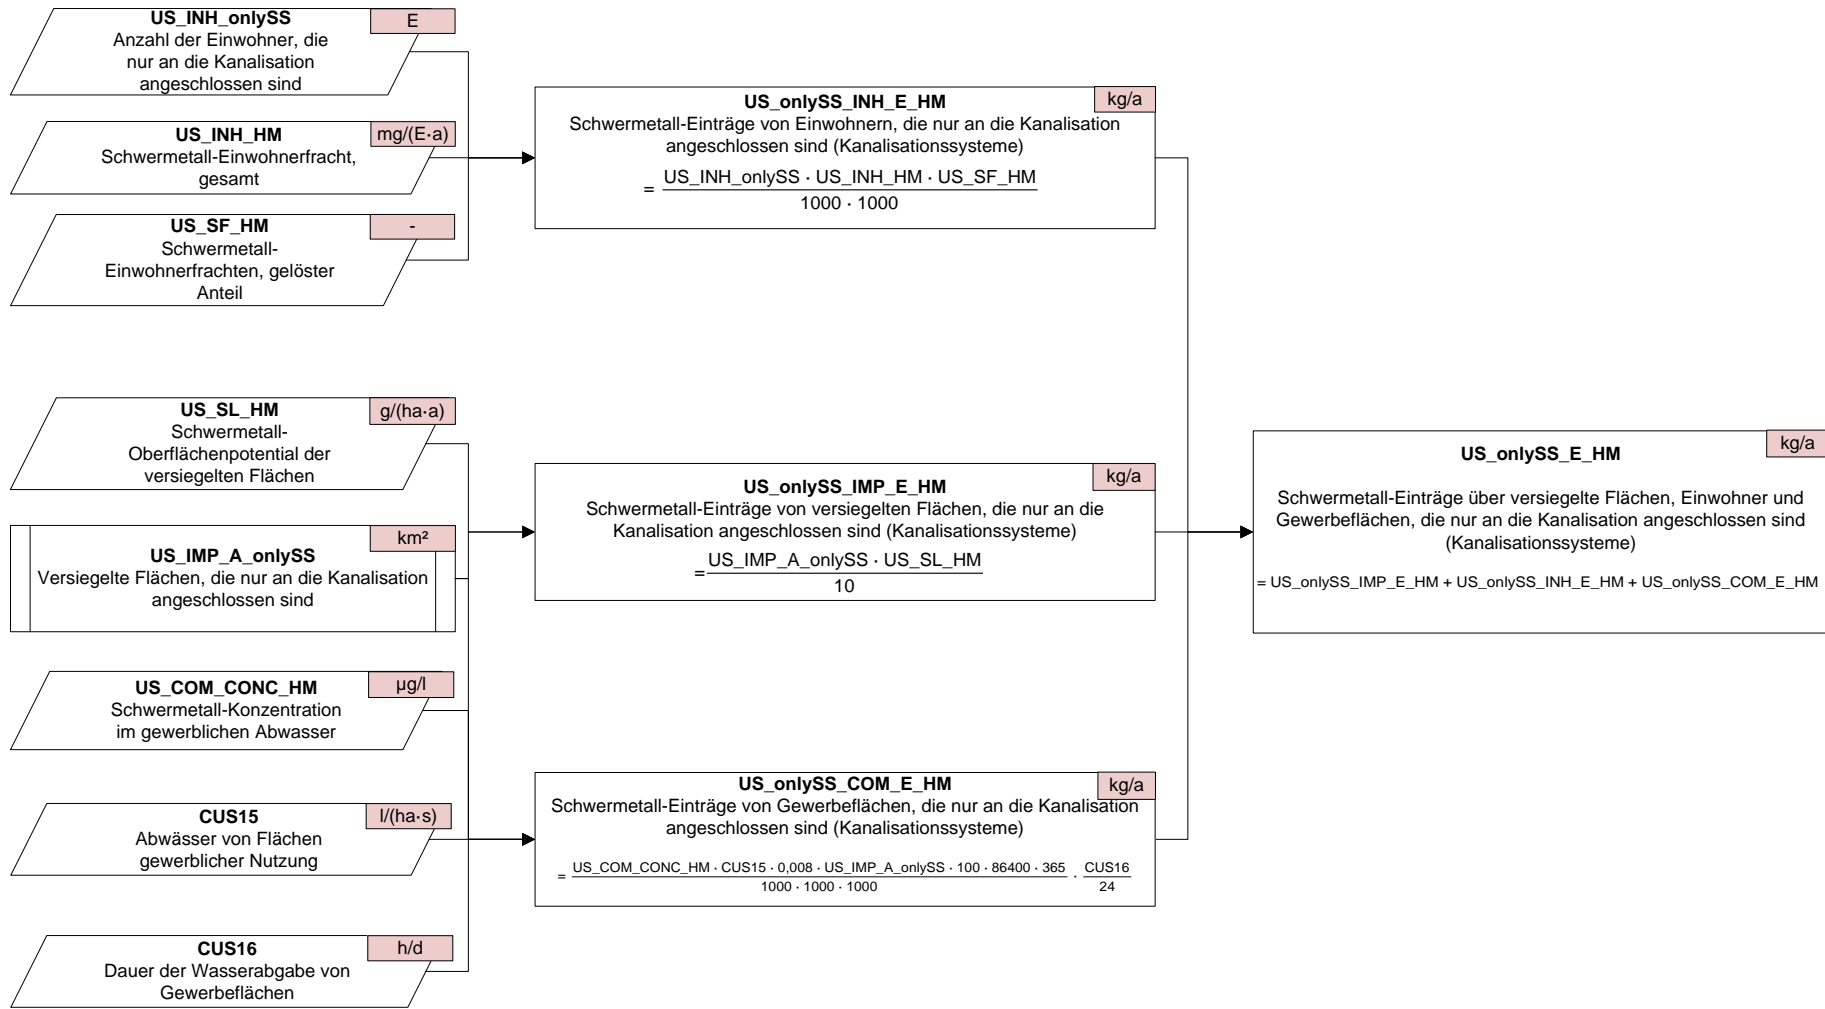 US_INH_onlySS
E
Anzahl der Einwohner, die
nur an die Kanalisation
angeschlossen sind
US_INH_HM
mg/(E·a)
Schwermetall-Einwohnerfracht,
gesamt
US_SF_HM
-
Schwermetall-
Einwohnerfrachten, gelöster
Anteil
US_onlySS_INH_E_HM
kg/a
Schwermetall-Einträge von Einwohnern, die nur an die Kanalisation
angeschlossen sind (Kanalisationssysteme)
= US_INH_onlySS · US_INH_HM · US_SF_HM
1000 · 1000
US_SL_HM
g/(ha·a)
Schwermetall-
Oberflächenpotential der
versiegelten Flächen
US_IMP_A_onlySS
km²
Versiegelte Flächen, die nur an die Kanalisation
angeschlossen sind
US_onlySS_IMP_E_HM
kg/a
Schwermetall-Einträge von versiegelten Flächen, die nur an die
Kanalisation angeschlossen sind (Kanalisationssysteme)
= US_IMP_A_onlySS · US_SL_HM
10
US_COM_CONC_HM
µg/l
Schwermetall-Konzentration
im gewerblichen Abwasser
CUS15
l/(ha·s)
Abwässer von Flächen
gewerblicher Nutzung
CUS16
h/d
Dauer der Wasserabgabe von
Gewerbeflächen
US_onlySS_COM_E_HM
kg/a
Schwermetall-Einträge von Gewerbeflächen, die nur an die Kanalisation
angeschlossen sind (Kanalisationssysteme)
= US_COM_CONC_HM · CUS15 · 0,008 · US_IMP_A_onlySS · 100 · 86400 · 365 · CUS16
1000 · 1000 · 1000 24
US_onlySS_E_HM
kg/a
Schwermetall-Einträge über versiegelte Flächen, Einwohner und
Gewerbeflächen, die nur an die Kanalisation angeschlossen sind
(Kanalisationssysteme)
= US_onlySS_IMP_E_HM + US_onlySS_INH_E_HM + US_onlySS_COM_E_HM